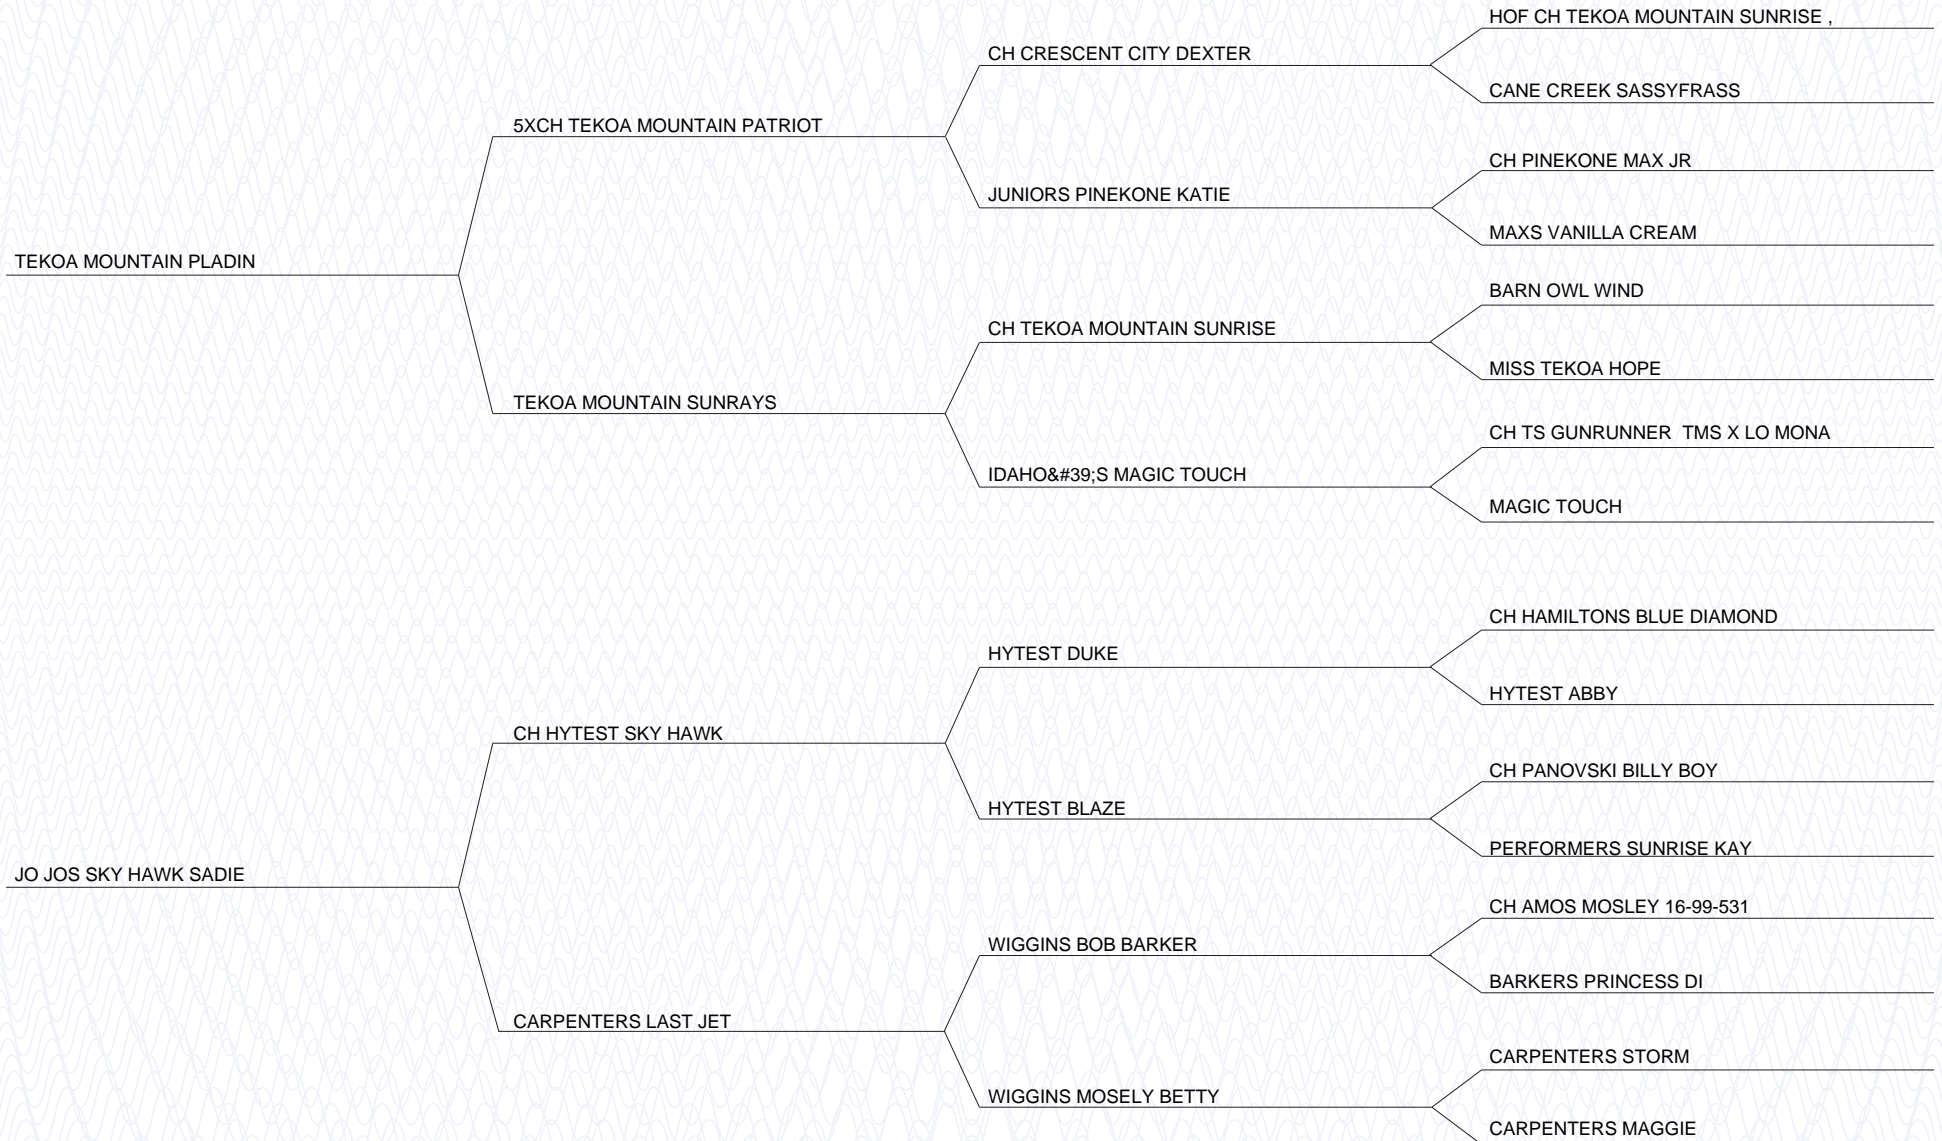 HOF CH TEKOA MOUNTAIN SUNRISE ,
CH CRESCENT CITY DEXTER
CANE CREEK SASSYFRASS
5XCH TEKOA MOUNTAIN PATRIOT
CH PINEKONE MAX JR
JUNIORS PINEKONE KATIE
MAXS VANILLA CREAM
TEKOA MOUNTAIN PLADIN
BARN OWL WIND
CH TEKOA MOUNTAIN SUNRISE
MISS TEKOA HOPE
TEKOA MOUNTAIN SUNRAYS
CH TS GUNRUNNER  TMS X LO MONA
IDAHO&#39;S MAGIC TOUCH
MAGIC TOUCH
CH HAMILTONS BLUE DIAMOND
HYTEST DUKE
HYTEST ABBY
CH HYTEST SKY HAWK
CH PANOVSKI BILLY BOY
HYTEST BLAZE
PERFORMERS SUNRISE KAY
JO JOS SKY HAWK SADIE
CH AMOS MOSLEY 16-99-531
WIGGINS BOB BARKER
BARKERS PRINCESS DI
CARPENTERS LAST JET
CARPENTERS STORM
WIGGINS MOSELY BETTY
CARPENTERS MAGGIE